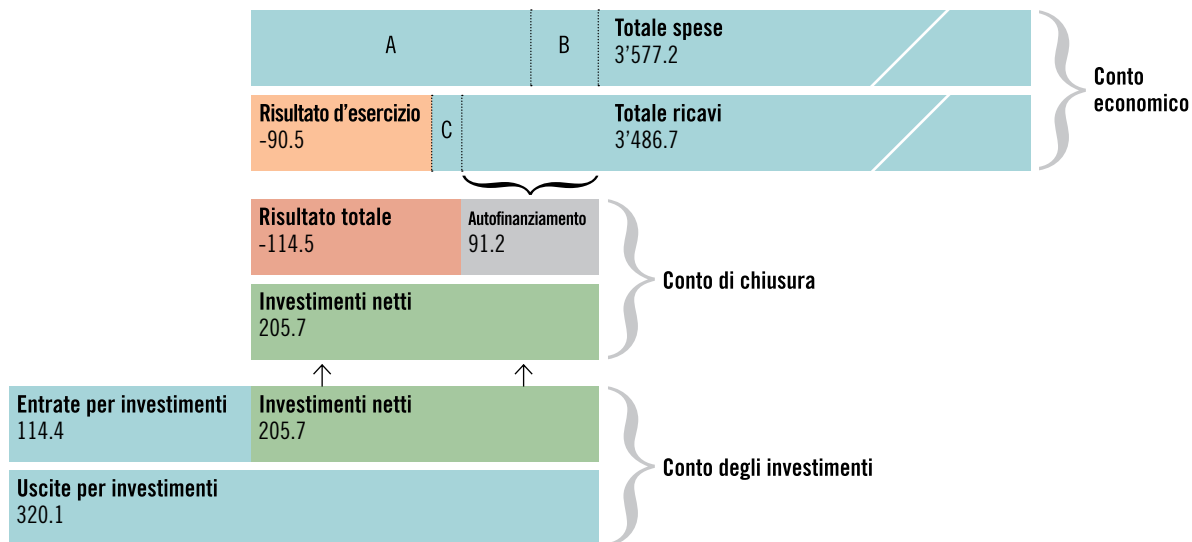 A
B
Totale spese
3’577.2
Risultato d’esercizio
-90.5
C
Totale ricavi
3’486.7
Conto
economico
Risultato totale
-114.5
Autofinanziamento
91.2
Investimenti netti
205.7
Conto di chiusura
Entrate per investimenti
114.4
Investimenti netti
205.7
Uscite per investimenti
320.1
Conto degli investimenti